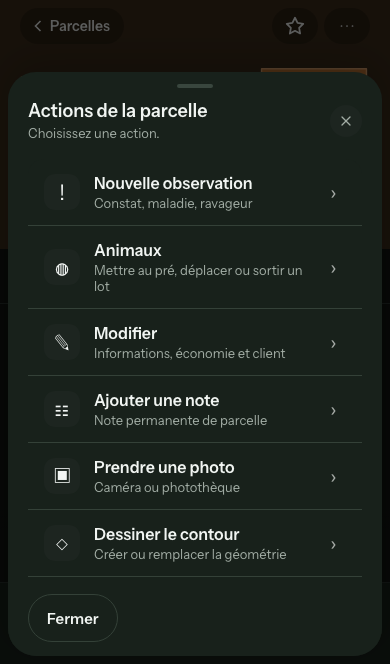 Parcelles
Actions de la parcelle
Choisissez une action.
Nouvelle observation
Constat, maladie, ravageur
Animaux
Mettre au pré, déplacer ou sortir un
lot
Modifier
Informations, économie et client
Ajouter une note
Note permanente de parcelle
Prendre une photo
Caméra ou photothèque
Dessiner le contour
Créer ou remplacer la géométrie
Fermer